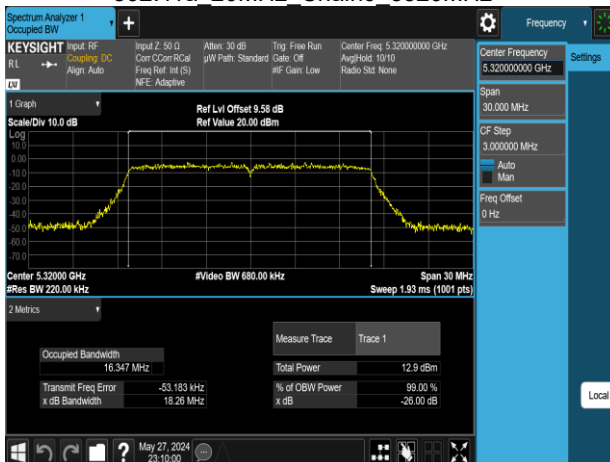 Spectrum Analyzer 1
Occupied BW
+
Frequency
KEYSIGHT
RL
LXI
Input: RF
Coupling: DC
Align: Auto
Input Z: 50 Ω
Corr CCorr RCal
Freq Ref: Int (S)
NFE: Adaptive
Atten: 30 dB
µW Path: Standard
Trig: Free Run
Gate: Off
#IF Gain: Low
Center Freq: 5.320000000 GHz
Avg|Hold: 10/10
Radio Std: None
Center Frequency
5.320000000 GHz
Settings
Span
30.000 MHz
CF Step
3.000000 MHz
Auto
Man
Freq Offset
0 Hz
Local
1 Graph
Scale/Div 10.0 dB
Ref Lvl Offset 9.58 dB
Ref Value 20.00 dBm
Log
10.0
0.00
-10.0
-20.0
-30.0
-40.0
-50.0
-60.0
-70.0
Center 5.32000 GHz
#Res BW 220.00 kHz
#Video BW 680.00 kHz
Span 30 MHz
Sweep 1.93 ms (1001 pts)
2 Metrics
Measure Trace Trace 1
Occupied Bandwidth
16.347 MHz
Total Power 12.9 dBm
Transmit Freq Error -53.183 kHz
% of OBW Power 99.00 %
x dB Bandwidth 18.26 MHz
x dB -26.00 dB
?
May 27, 2024
23:10:00